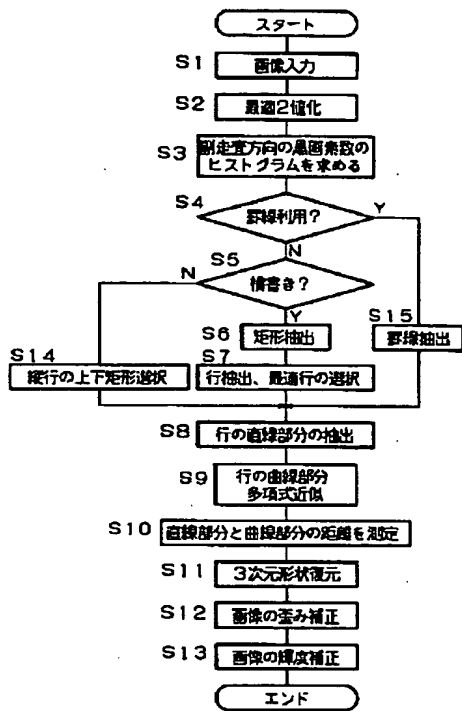 スタート
S1 画像入力
S2 最適2値化
S3 副走査方向の黒画素数の
ヒストグラムを求める
S4 罫線利用?
Y
N
S5 横書き?
N
Y
S15 罫線抽出
S6 矩形抽出
S14 縦行の上下矩形選択
S7 行抽出、最適行の選択
S8 行の直線部分の抽出
S9 行の曲線部分
多項式近似
S10 直線部分と曲線部分の距離を測定
S11 3次元形状復元
S12 画像の歪み補正
S13 画像の輝度補正
エンド